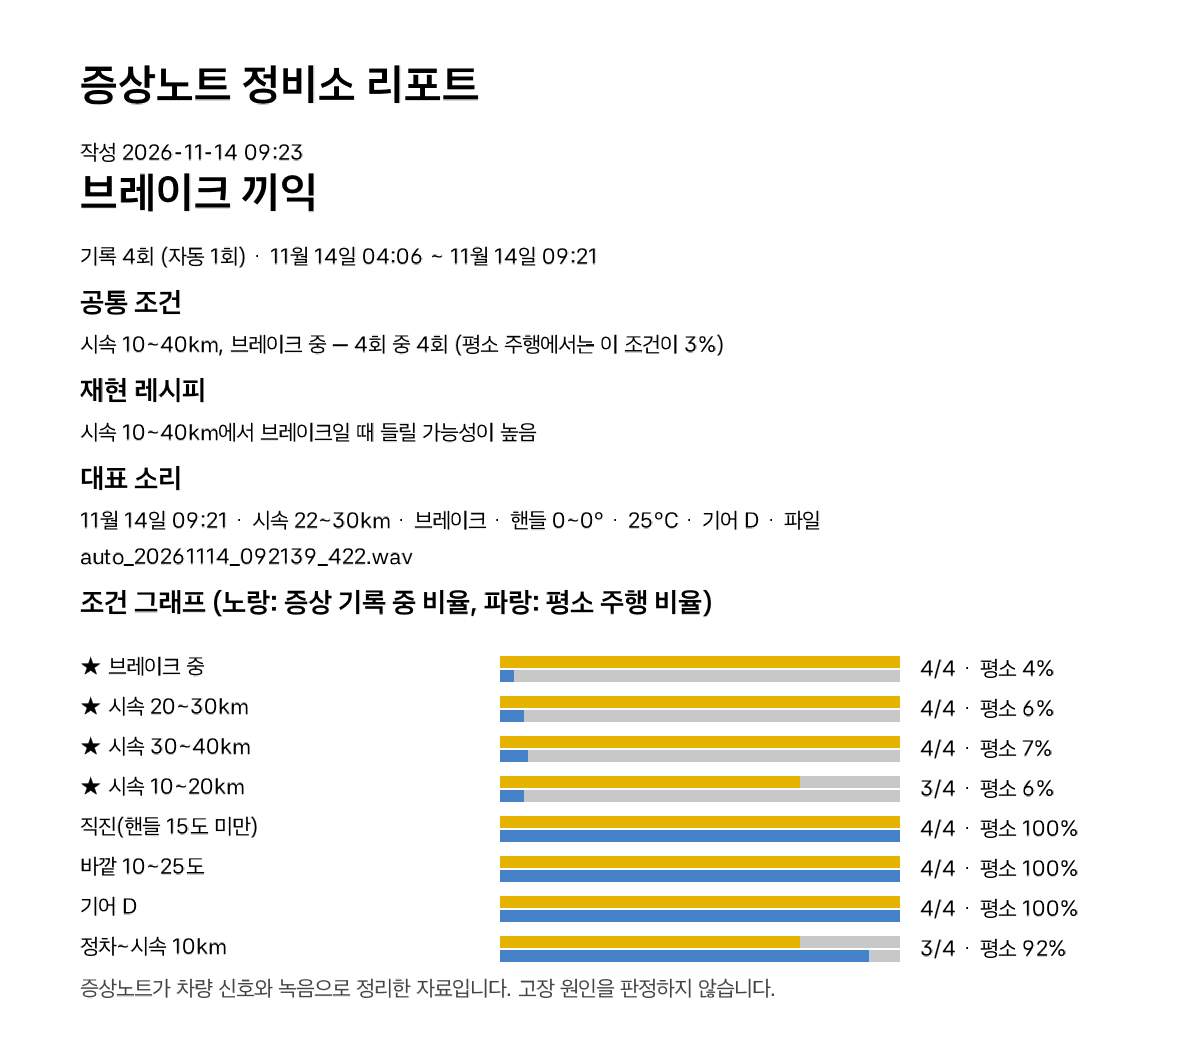 증상노트 정비소 리포트
작성 2026-11-14 09:23
브레이크 끼익
기록 4회 (자동 1회) · 11월 14일 04:06 ~ 11월 14일 09:21
공통 조건
시속 10~40km, 브레이크 중 — 4회 중 4회 (평소 주행에서는 이 조건이 3%)
재현 레시피
시속 10~40km에서 브레이크일 때 들릴 가능성이 높음
대표 소리
11월 14일 09:21 · 시속 22~30km · 브레이크 · 핸들 0~0° · 25°C · 기어 D · 파일
auto_20261114_092139_422.wav
조건 그래프 (노랑: 증상 기록 중 비율, 파랑: 평소 주행 비율)
★ 브레이크 중 4/4 · 평소 4%
★ 시속 20~30km 4/4 · 평소 6%
★ 시속 30~40km 4/4 · 평소 7%
★ 시속 10~20km 3/4 · 평소 6%
직진(핸들 15도 미만) 4/4 · 평소 100%
바깥 10~25도 4/4 · 평소 100%
기어 D 4/4 · 평소 100%
정차~시속 10km 3/4 · 평소 92%
증상노트가 차량 신호와 녹음으로 정리한 자료입니다. 고장 원인을 판정하지 않습니다.